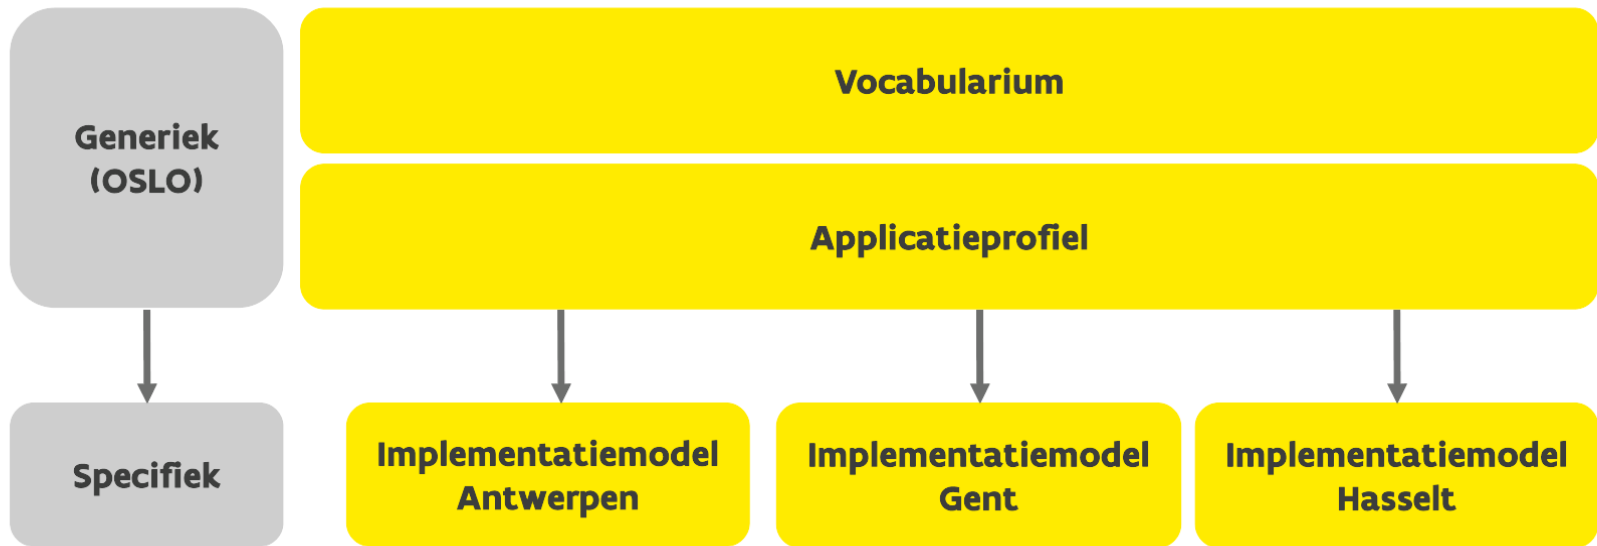 Vocabularium
Generiek
(OSLO)
Applicatieprofiel
Specifiek
Implementatiemodel
Antwerpen
Implementatiemodel
Gent
Implementatiemodel
Hasselt